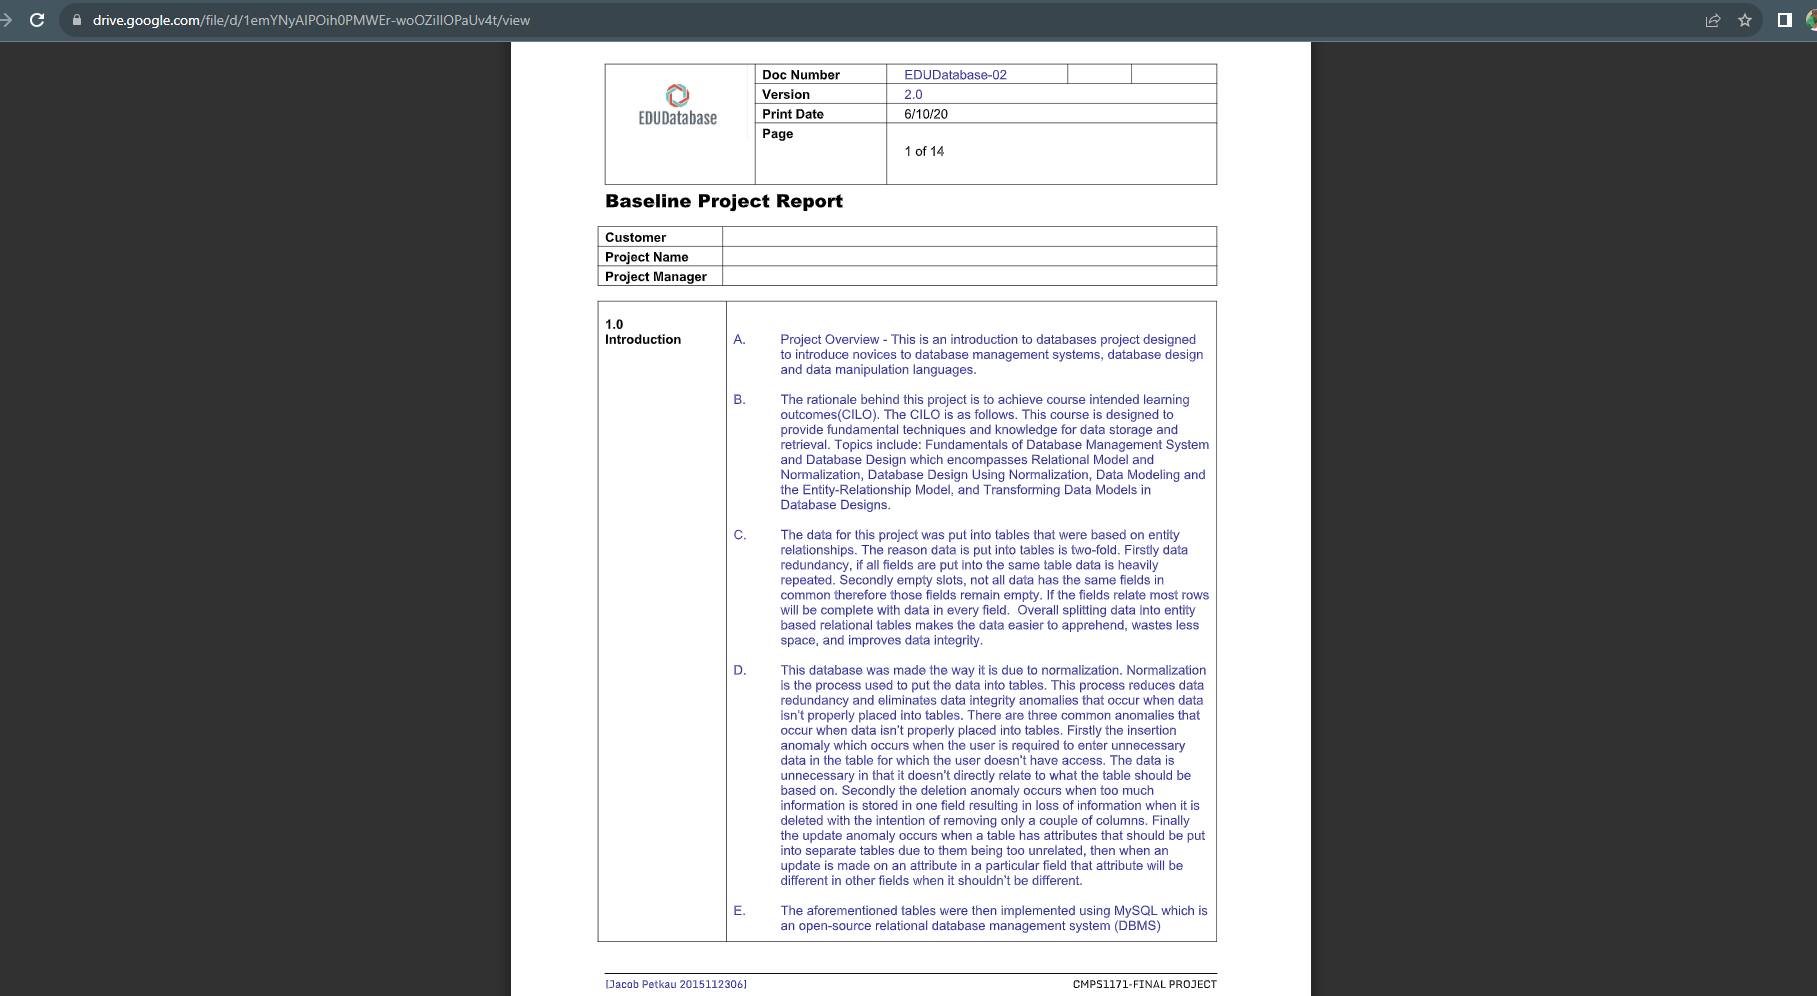 drive.google.com/file/d/1emYNyAIPOih0PMWEr-woOZiIlOPaUv4t/view
EDUDatabase
Doc Number EDUDatabase-02
Version 2.0
Print Date 6/10/20
Page
1 of 14
Baseline Project Report
Customer
Project Name
Project Manager
1.0
Introduction
A. Project Overview - This is an introduction to databases project designed
to introduce novices to database management systems, database design
and data manipulation languages.
B. The rationale behind this project is to achieve course intended learning
outcomes(CILO). The CILO is as follows. This course is designed to
provide fundamental techniques and knowledge for data storage and
retrieval. Topics include: Fundamentals of Database Management System
and Database Design which encompasses Relational Model and
Normalization, Database Design Using Normalization, Data Modeling and
the Entity-Relationship Model, and Transforming Data Models in
Database Designs.
C. The data for this project was put into tables that were based on entity
relationships. The reason data is put into tables is two-fold. Firstly data
redundancy, if all fields are put into the same table data is heavily
repeated. Secondly empty slots, not all data has the same fields in
common therefore those fields remain empty. If the fields relate most rows
will be complete with data in every field.  Overall splitting data into entity
based relational tables makes the data easier to apprehend, wastes less
space, and improves data integrity.
D. This database was made the way it is due to normalization. Normalization
is the process used to put the data into tables. This process reduces data
redundancy and eliminates data integrity anomalies that occur when data
isn't properly placed into tables. There are three common anomalies that
occur when data isn't properly placed into tables. Firstly the insertion
anomaly which occurs when the user is required to enter unnecessary
data in the table for which the user doesn't have access. The data is
unnecessary in that it doesn't directly relate to what the table should be
based on. Secondly the deletion anomaly occurs when too much
information is stored in one field resulting in loss of information when it is
deleted with the intention of removing only a couple of columns. Finally
the update anomaly occurs when a table has attributes that should be put
into separate tables due to them being too unrelated, then when an
update is made on an attribute in a particular field that attribute will be
different in other fields when it shouldn't be different.
E. The aforementioned tables were then implemented using MySQL which is
an open-source relational database management system (DBMS)
[Jacob Petkau 2015112306] CMPS1171-FINAL PROJECT